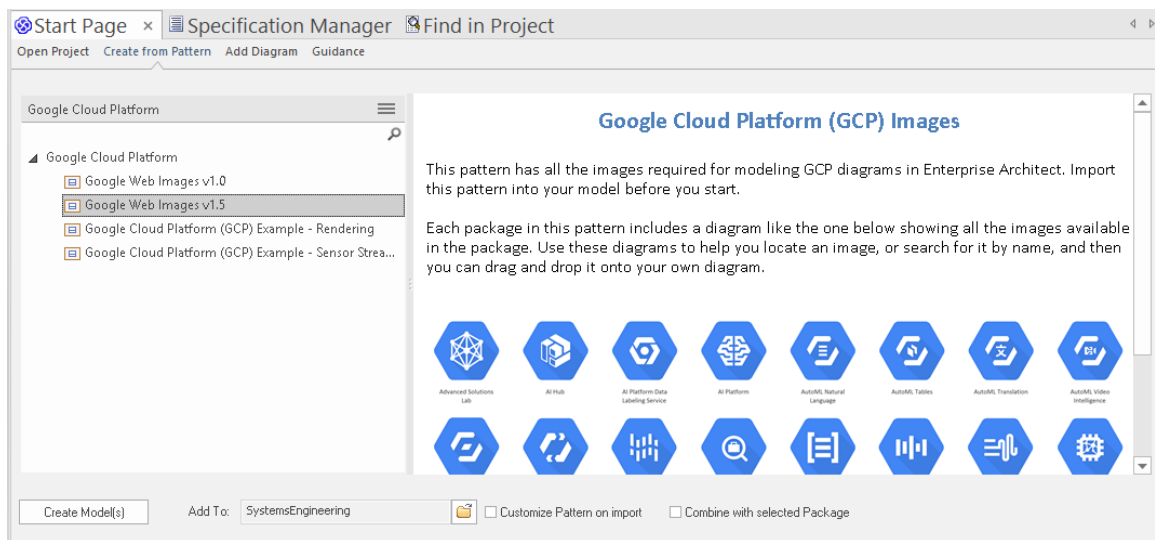 Start Page × Specification Manager Find in Project
Open Project Create from Pattern Add Diagram Guidance
Google Cloud Platform
Google Cloud Platform
Google Web Images v1.0
Google Web Images v1.5
Google Cloud Platform (GCP) Example - Rendering
Google Cloud Platform (GCP) Example - Sensor Strea...
Google Cloud Platform (GCP) Images
This pattern has all the images required for modeling GCP diagrams in Enterprise Architect. Import
this pattern into your model before you start.
Each package in this pattern includes a diagram like the one below showing all the images available
in the package. Use these diagrams to help you locate an image, or search for it by name, and then
you can drag and drop it onto your own diagram.
Advanced Solutions
Lab
AI Hub
AI Platform Data
Labeling Service
AI Platform
AutoML Natural
Language
AutoML Tables
AutoML Translation
AutoML Video
Intelligence
Create Model(s) Add To: SystemsEngineering Customize Pattern on import Combine with selected Package